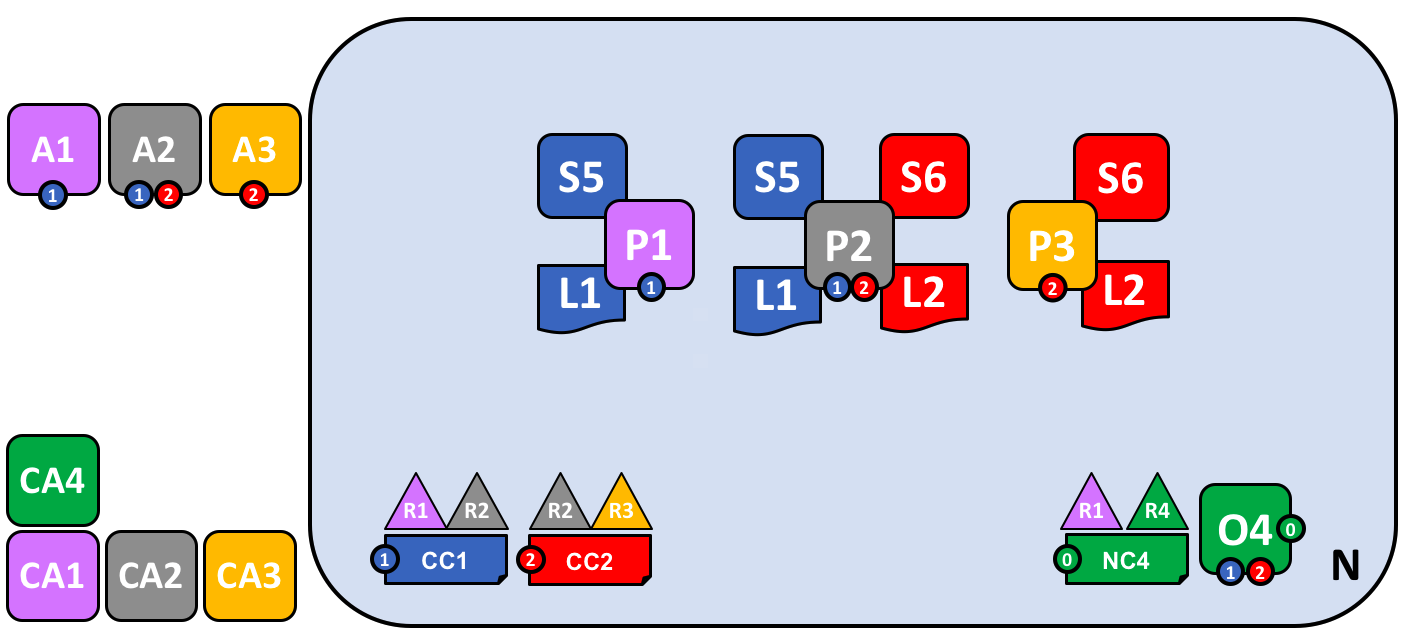 A1 A2 A3
1 1 2 2
S5 S5 S6 S6
P1 P2 P3
L1 L1 L2 L2
1 1 2 2
CA4
CA1 CA2 CA3
R1 R2 R2 R3
1 CC1 2 CC2
R1 R4
0 NC4
O4 0
1 2
N